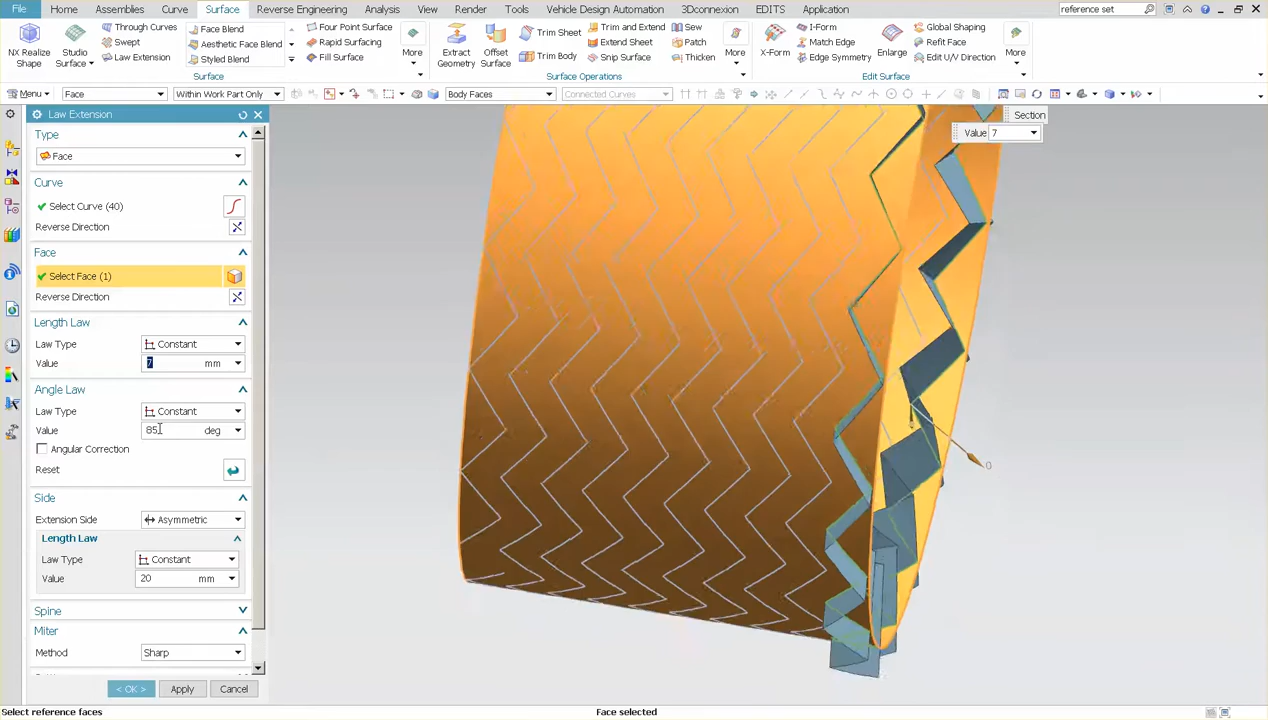 File Home Assemblies Curve Surface Reverse Engineering Analysis View Render Tools Vehicle Design Automation 3Dconnexion EDITS Application reference set
NX Realize Shape
Studio Surface
Through Curves
Swept
Law Extension
Face Blend
Aesthetic Face Blend
Styled Blend
Four Point Surface
Rapid Surfacing
Fill Surface
More
Surface
Extract Geometry
Offset Surface
Trim Sheet
Trim Body
Trim and Extend
Extend Sheet
Snip Surface
Sew
Patch
Thicken
More
Surface Operations
X-Form
I-Form
Match Edge
Edge Symmetry
Enlarge
Global Shaping
Refit Face
Edit U/V Direction
More
Edit Surface
Menu Face Within Work Part Only Body Faces Connected Curves
Law Extension
Type
Face
Curve
Select Curve (40)
Reverse Direction
Face
Select Face (1)
Reverse Direction
Length Law
Law Type Constant
Value 7 mm
Angle Law
Law Type Constant
Value 85 deg
Angular Correction
Reset
Side
Extension Side Asymmetric
Length Law
Law Type Constant
Value 20 mm
Spine
Miter
Method Sharp
< OK > Apply Cancel
Section
Value 7
0
Select reference faces Face selected